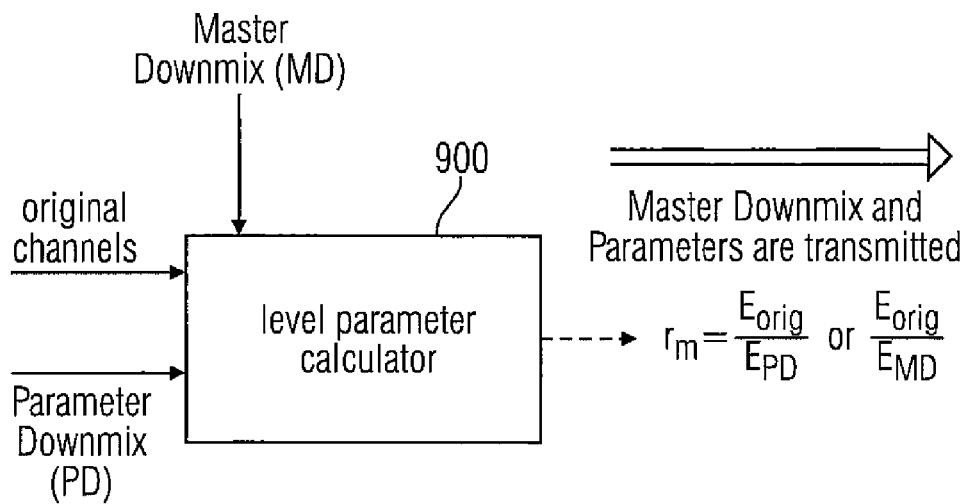 Master
Downmix (MD)
900
original
channels
level parameter
calculator
Parameter
Downmix
(PD)
Master Downmix and
Parameters are transmitted
r_m = E_orig/E_PD or E_orig/E_MD